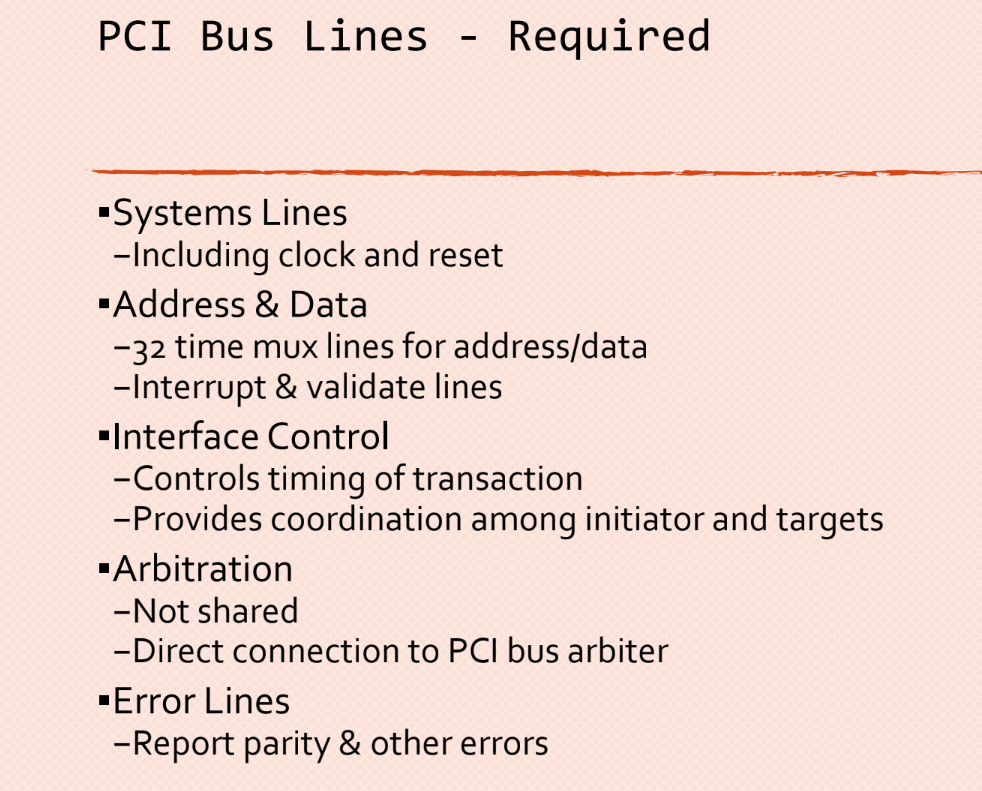 PCI Bus Lines - Required
▪Systems Lines
–Including clock and reset
▪Address & Data
–32 time mux lines for address/data
–Interrupt & validate lines
▪Interface Control
–Controls timing of transaction
–Provides coordination among initiator and targets
▪Arbitration
–Not shared
–Direct connection to PCI bus arbiter
▪Error Lines
–Report parity & other errors